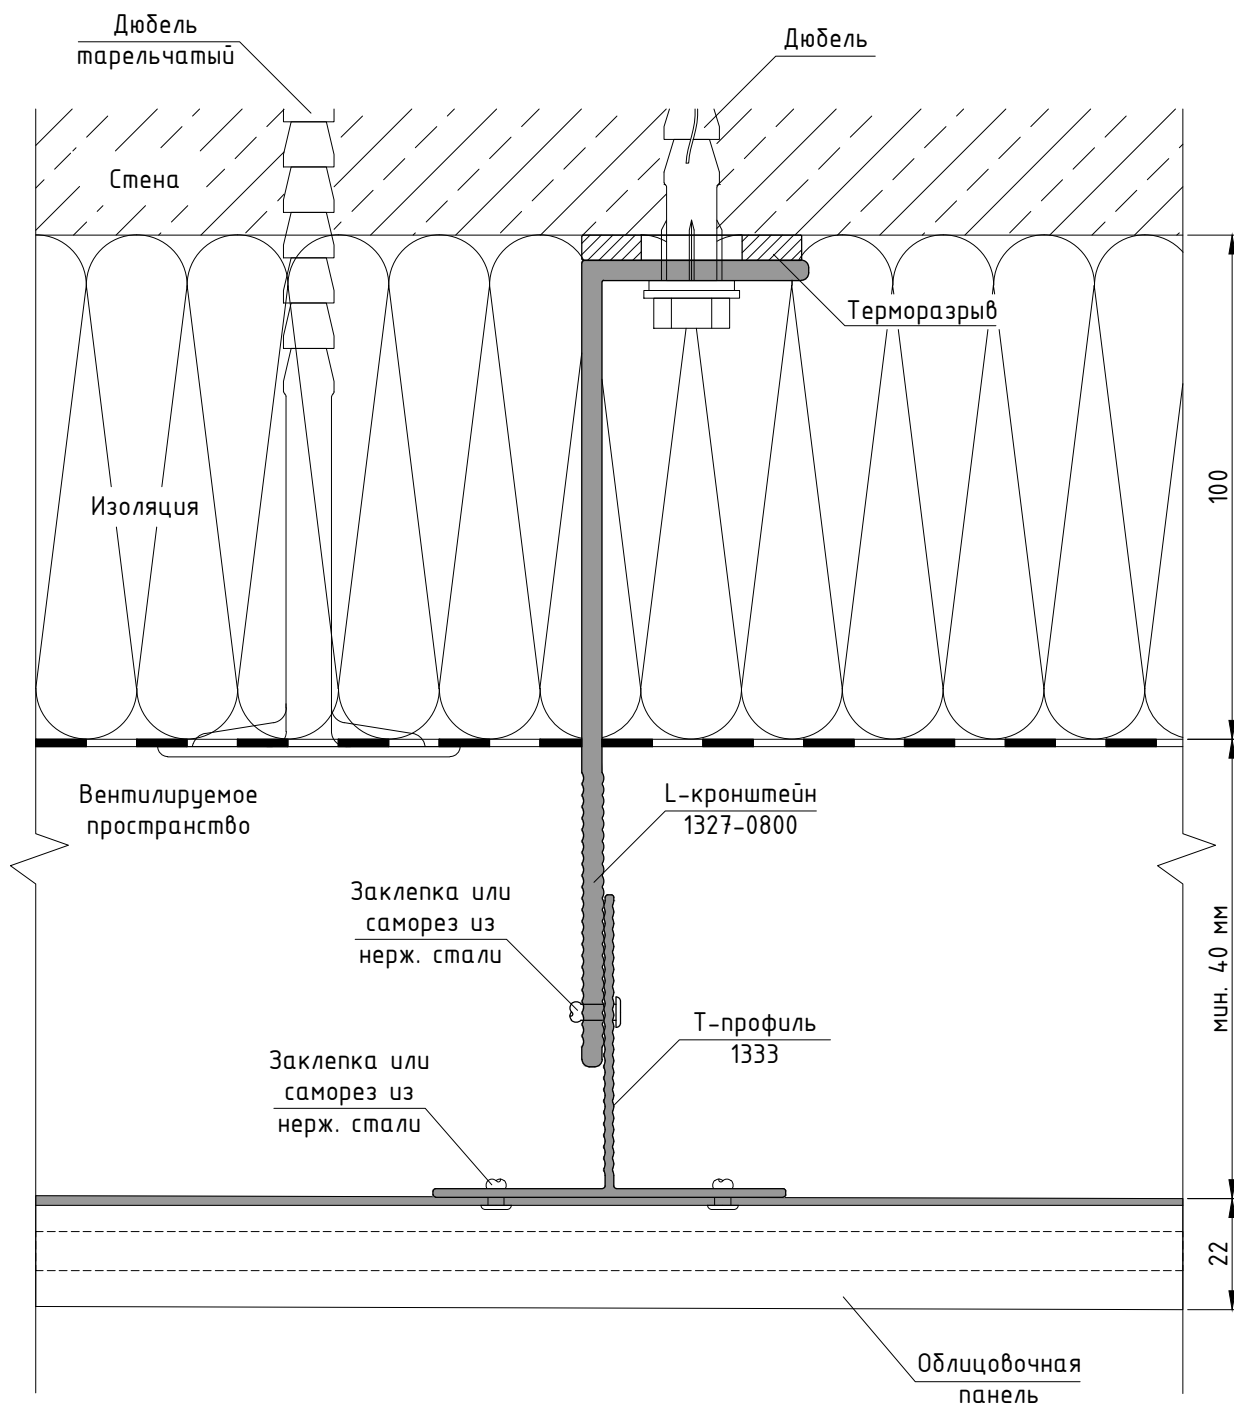 Дюбель
тарельчатый
Дюбель
Стена
Терморазрыв
100
Изоляция
Вентилируемое
пространство
L-кронштейн
1327-0800
Заклепка или
саморез из
нерж. стали
мин. 40 мм
Т-профиль
1333
Заклепка или
саморез из
нерж. стали
22
Облицовочная
панель